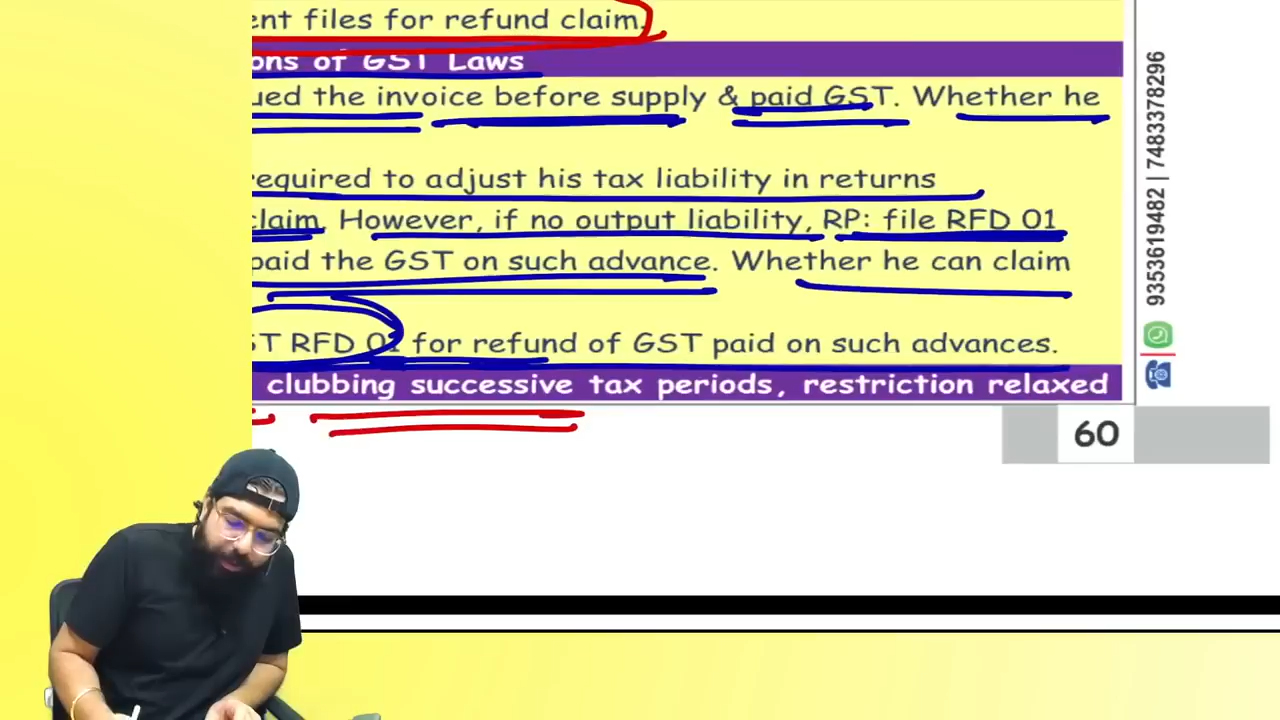 ent files for refund claim.
ons of GST Laws
ued the invoice before supply & paid GST. Whether he
required to adjust his tax liability in returns
claim. However, if no output liability, RP: file RFD 01
paid the GST on such advance. Whether he can claim
ST RFD 01 for refund of GST paid on such advances.
clubbing successive tax periods, restriction relaxed
60
9353619482 | 7483378296